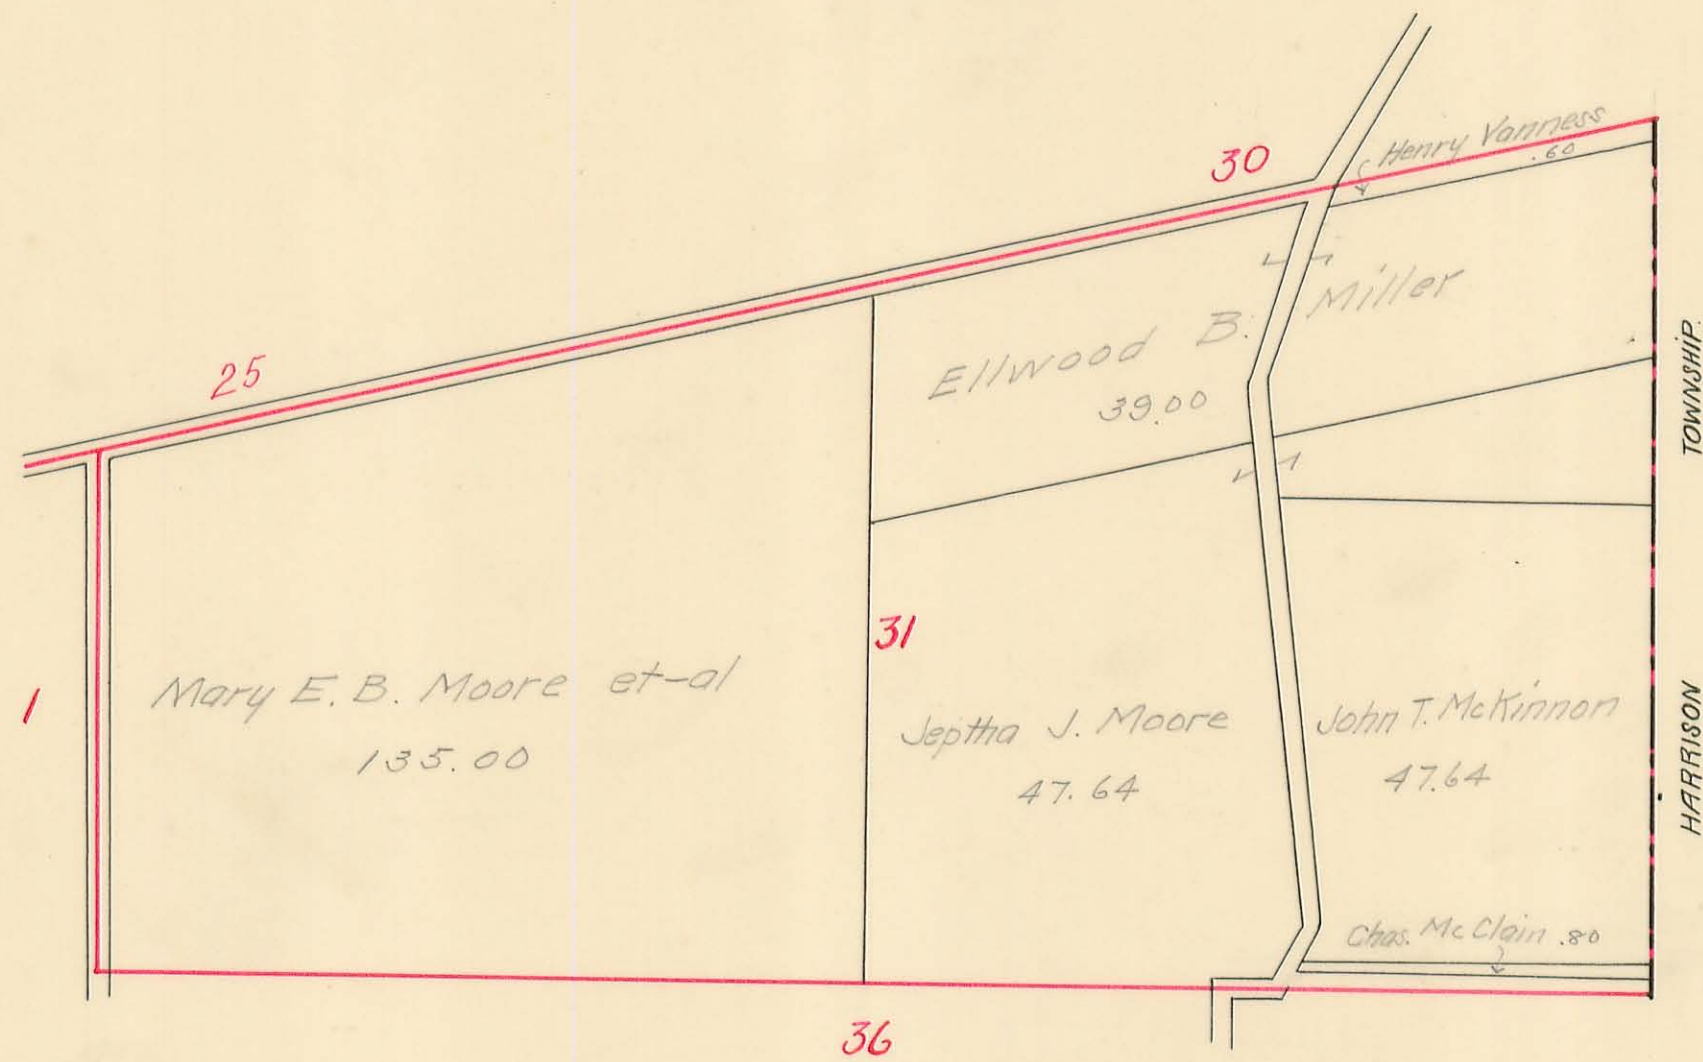 Henry Vanness
.60
30
Ellwood B. Miller
39.00
25
TOWNSHIP.
31
Mary E. B. Moore et-al
135.00
1
Jeptha J. Moore
47.64
John T. McKinnon
47.64
HARRISON
Chas. McClain .80
36